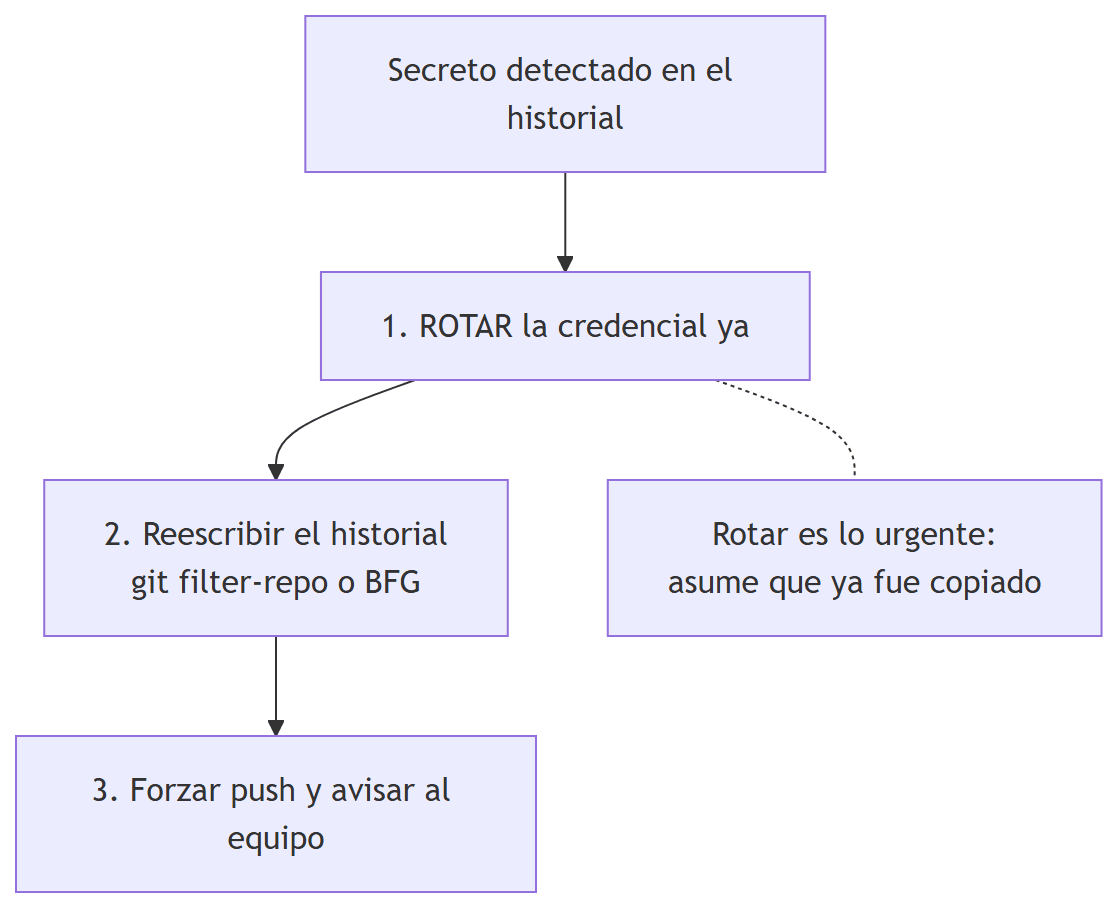 Secreto detectado en el
historial
1. ROTAR la credencial ya
2. Reescribir el historial
git filter-repo o BFG
Rotar es lo urgente:
asume que ya fue copiado
3. Forzar push y avisar al
equipo